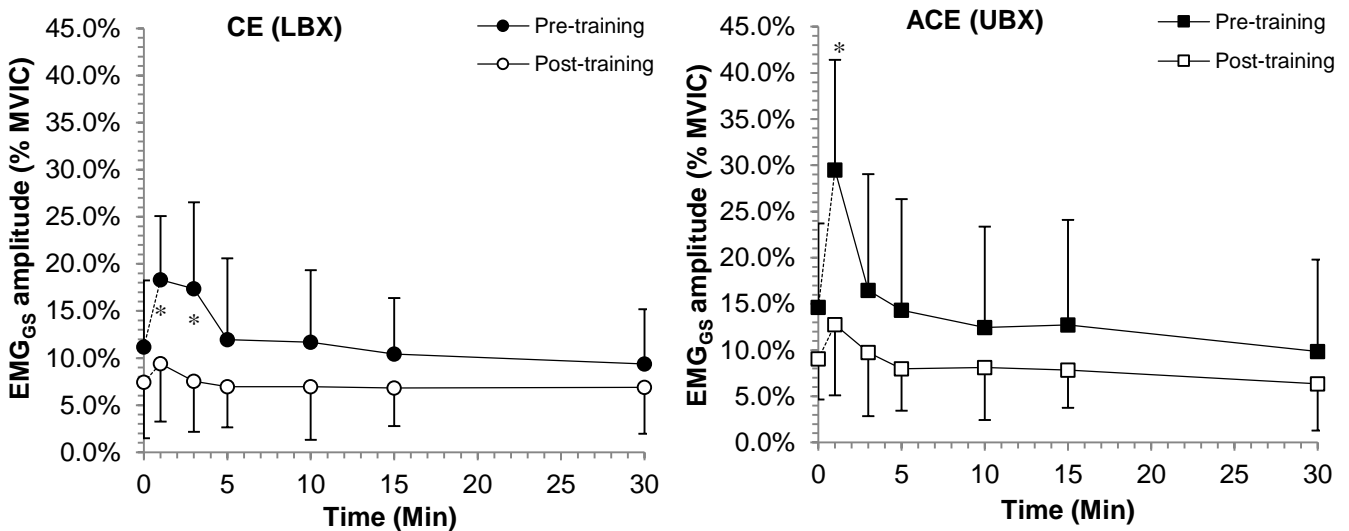 CE (LBX)
Pre-training
Post-training
EMGGS amplitude (% MVIC)
45.0%
40.0%
35.0%
30.0%
25.0%
20.0%
15.0%
10.0%
5.0%
0.0%
*
*
0 5 10 15 20 25 30
Time (Min)
ACE (UBX)
Pre-training
Post-training
EMGGS amplitude (% MVIC)
45.0%
40.0%
35.0%
30.0%
25.0%
20.0%
15.0%
10.0%
5.0%
0.0%
*
0 5 10 15 20 25 30
Time (Min)